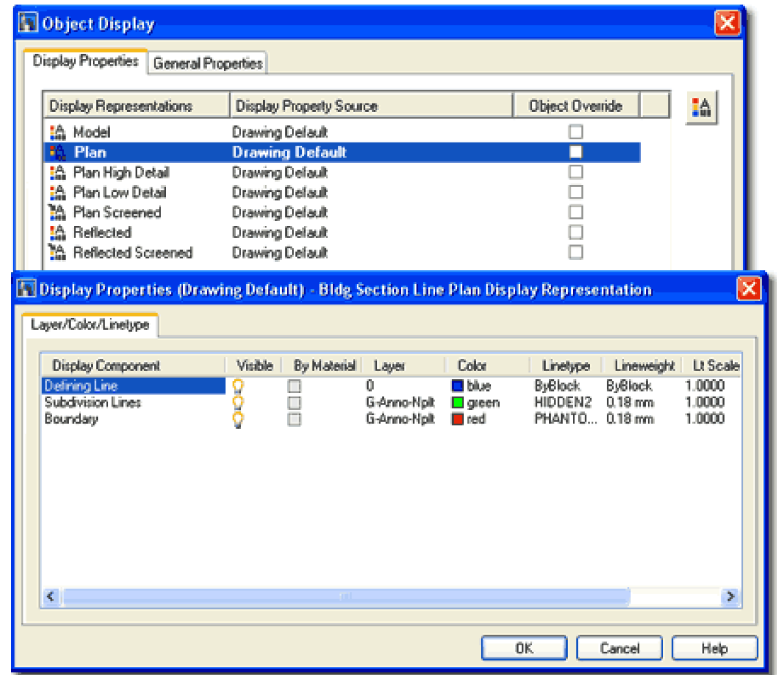 Object Display
Display Properties General Properties
Display Representations Display Property Source Object Override
Model Drawing Default
Plan Drawing Default
Plan High Detail Drawing Default
Plan Low Detail Drawing Default
Plan Screened Drawing Default
Reflected Drawing Default
Reflected Screened Drawing Default
Display Properties (Drawing Default) - Bldg Section Line Plan Display Representation
Layer/Color/Linetype
Display Component Visible By Material Layer Color Linetype Lineweight Lt Scale
Defining Line 0 blue ByBlock ByBlock 1.0000
Subdivision Lines G-Anno-Nplt green HIDDEN2 0.18 mm 1.0000
Boundary G-Anno-Nplt red PHANTO... 0.18 mm 1.0000
OK Cancel Help